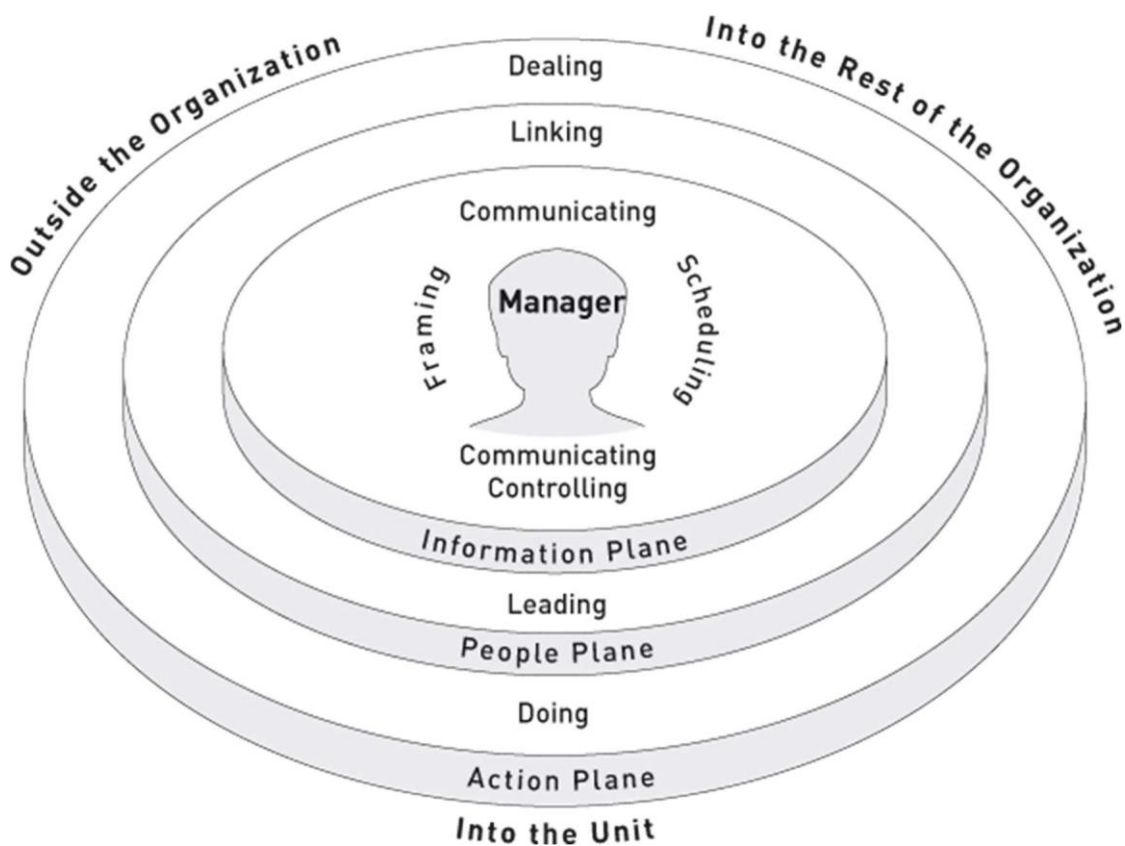 Outside the Organization
Into the Rest of the Organization
Dealing
Linking
Communicating
Framing
Manager
Scheduling
Communicating
Controlling
Information Plane
Leading
People Plane
Doing
Action Plane
Into the Unit